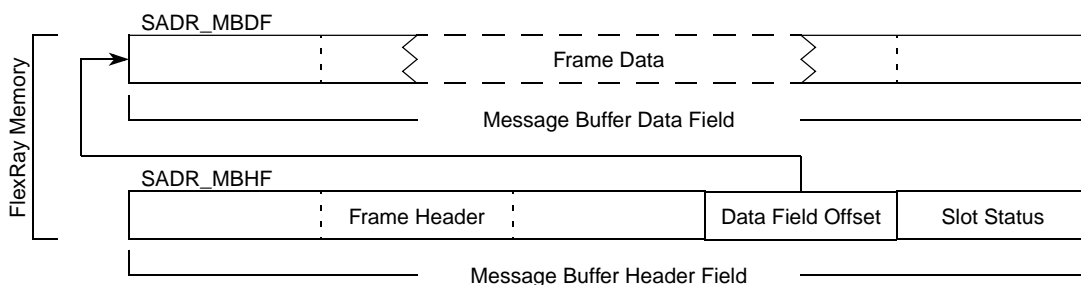 SADR_MBDF
Frame Data
Message Buffer Data Field
FlexRay Memory
SADR_MBHF
Frame Header Data Field Offset Slot Status
Message Buffer Header Field